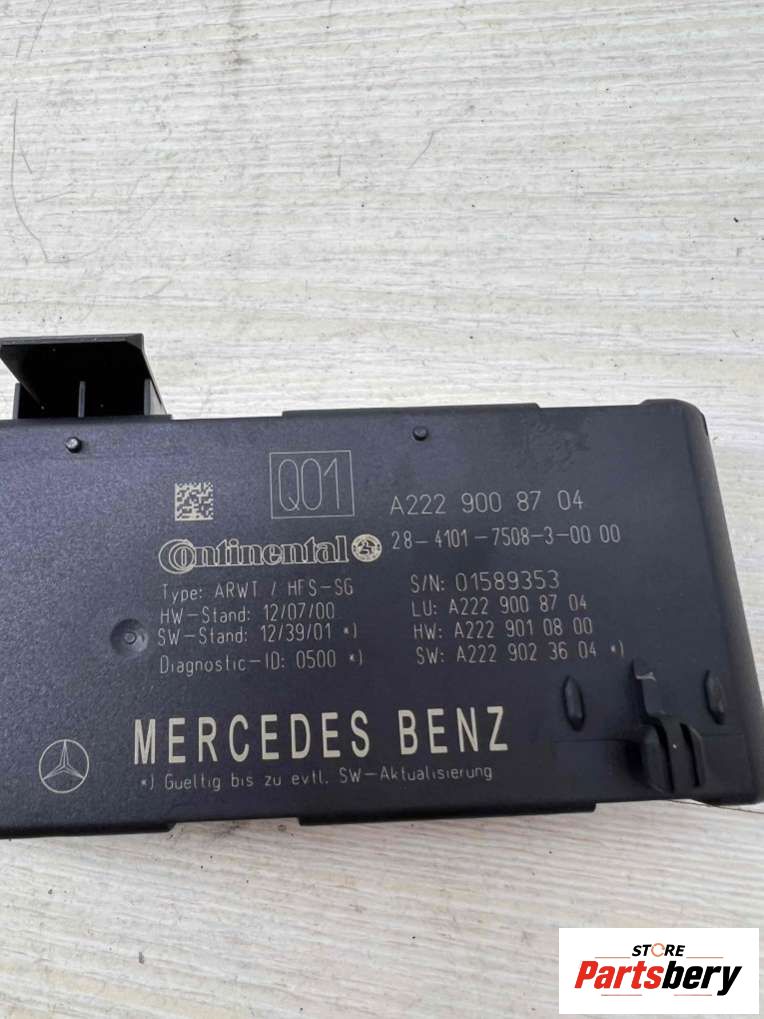 Q01
A222 900 87 04
Continental
28-4101-7508-3-00 00
Type: ARWT / HFS-SG
HW-Stand: 12/07/00
SW-Stand: 12/39/01 *)
Diagnostic-ID: 0500 *)
S/N: 01589353
LU: A222 900 87 04
HW: A222 901 08 00
SW: A222 902 36 04 *)
MERCEDES BENZ
*) Gueltig bis zu evtl. SW-Aktualisierung
STORE
Partsbery